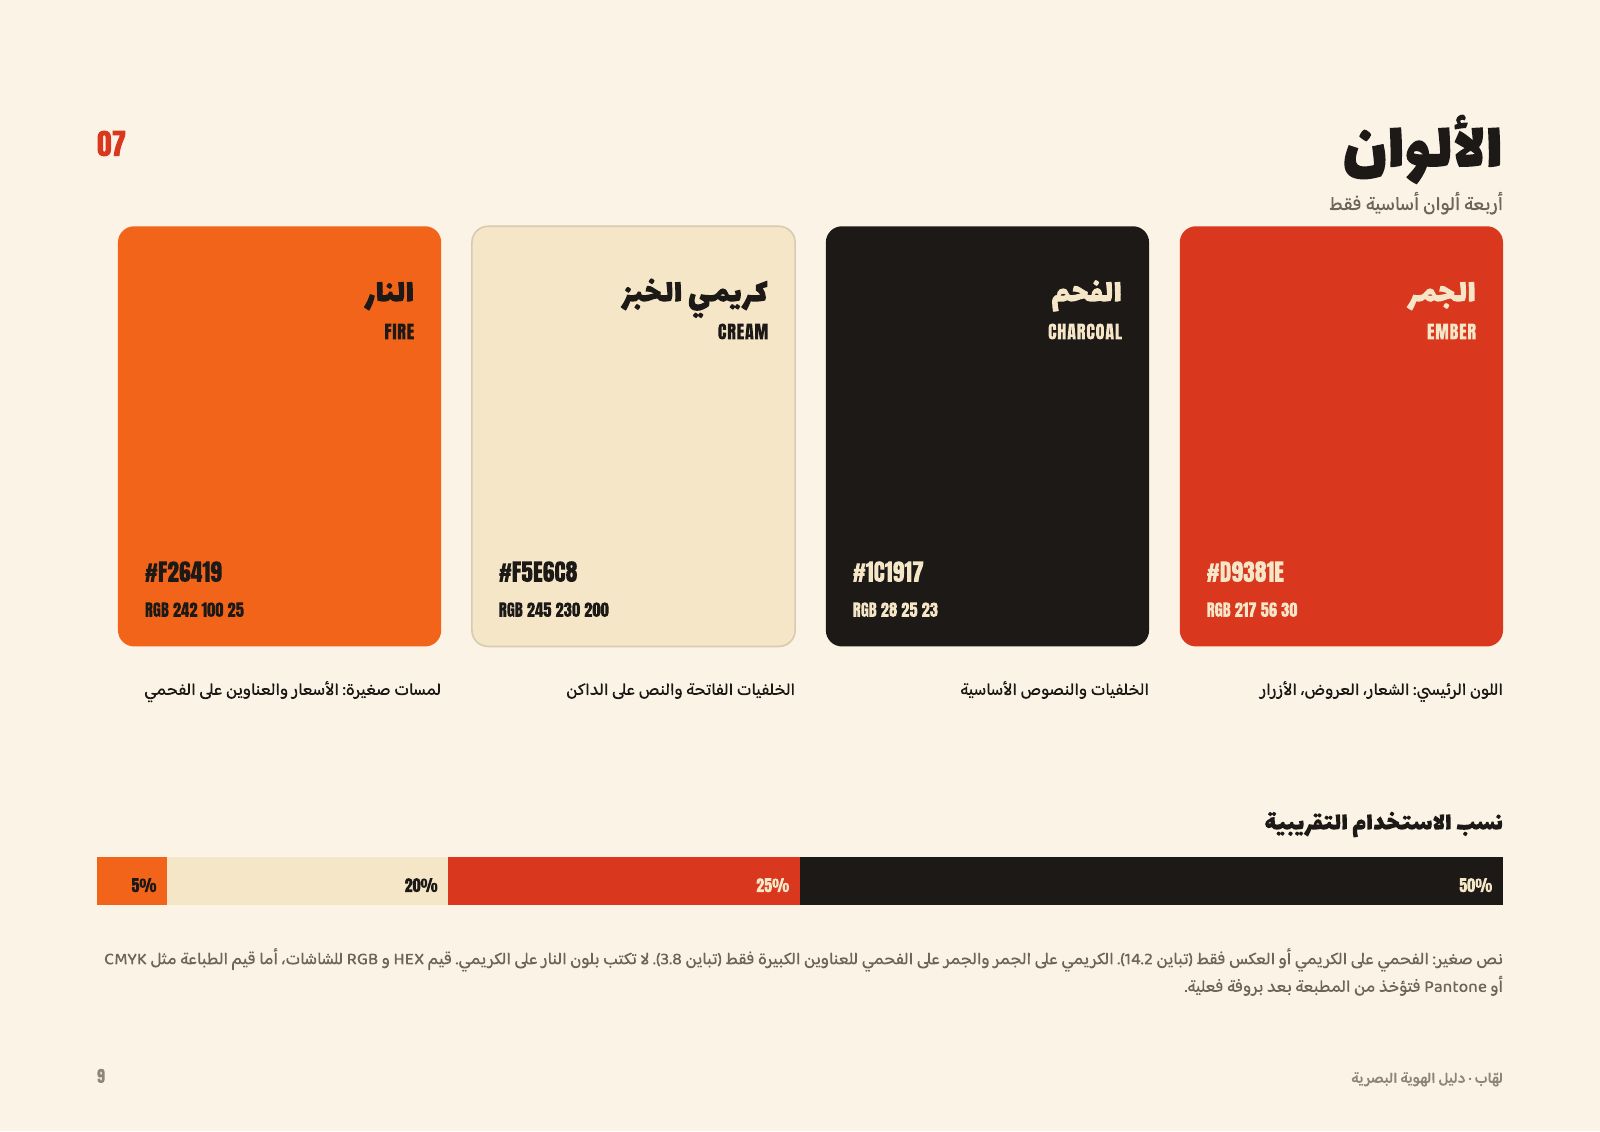 الألوان
07
أربعة ألوان أساسية فقط
الجمر
EMBER
#D9381E
RGB 217 56 30
اللون الرئيسي: الشعار، العروض، الأزرار
الفحم
CHARCOAL
#1C1917
RGB 28 25 23
الخلفيات والنصوص الأساسية
كريمي الخبز
CREAM
#F5E6C8
RGB 245 230 200
الخلفيات الفاتحة والنص على الداكن
النار
FIRE
#F26419
RGB 242 100 25
لمسات صغيرة: الأسعار والعناوين على الفحمي
نسب الاستخدام التقريبية
50%
25%
20%
5%
نص صغير: الفحمي على الكريمي أو العكس فقط (تباين 14.2). الكريمي على الجمر والجمر على الفحمي للعناوين الكبيرة فقط (تباين 3.8). لا تكتب بلون النار على الكريمي. قيم HEX و RGB للشاشات، أما قيم الطباعة مثل CMYK
أو Pantone فتؤخذ من المطبعة بعد بروفة فعلية.
لهّاب · دليل الهوية البصرية
9